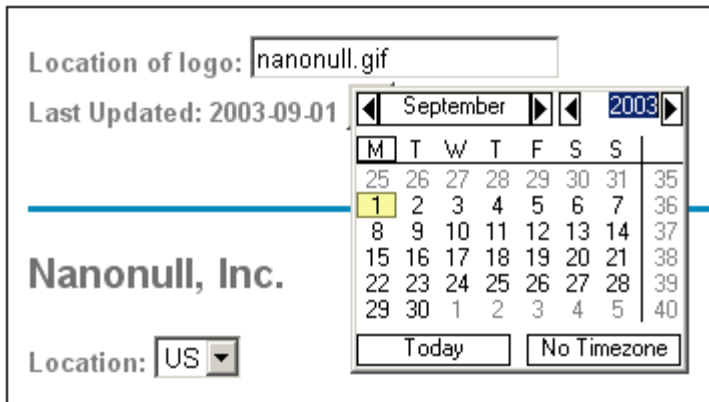 Location of logo: nanonull.gif
Last Updated: 2003-09-01
September 2003
M T W T F S S
25 26 27 28 29 30 31 35
1 2 3 4 5 6 7 36
8 9 10 11 12 13 14 37
15 16 17 18 19 20 21 38
22 23 24 25 26 27 28 39
29 30 1 2 3 4 5 40
Today No Timezone
Nanonull, Inc.
Location: US